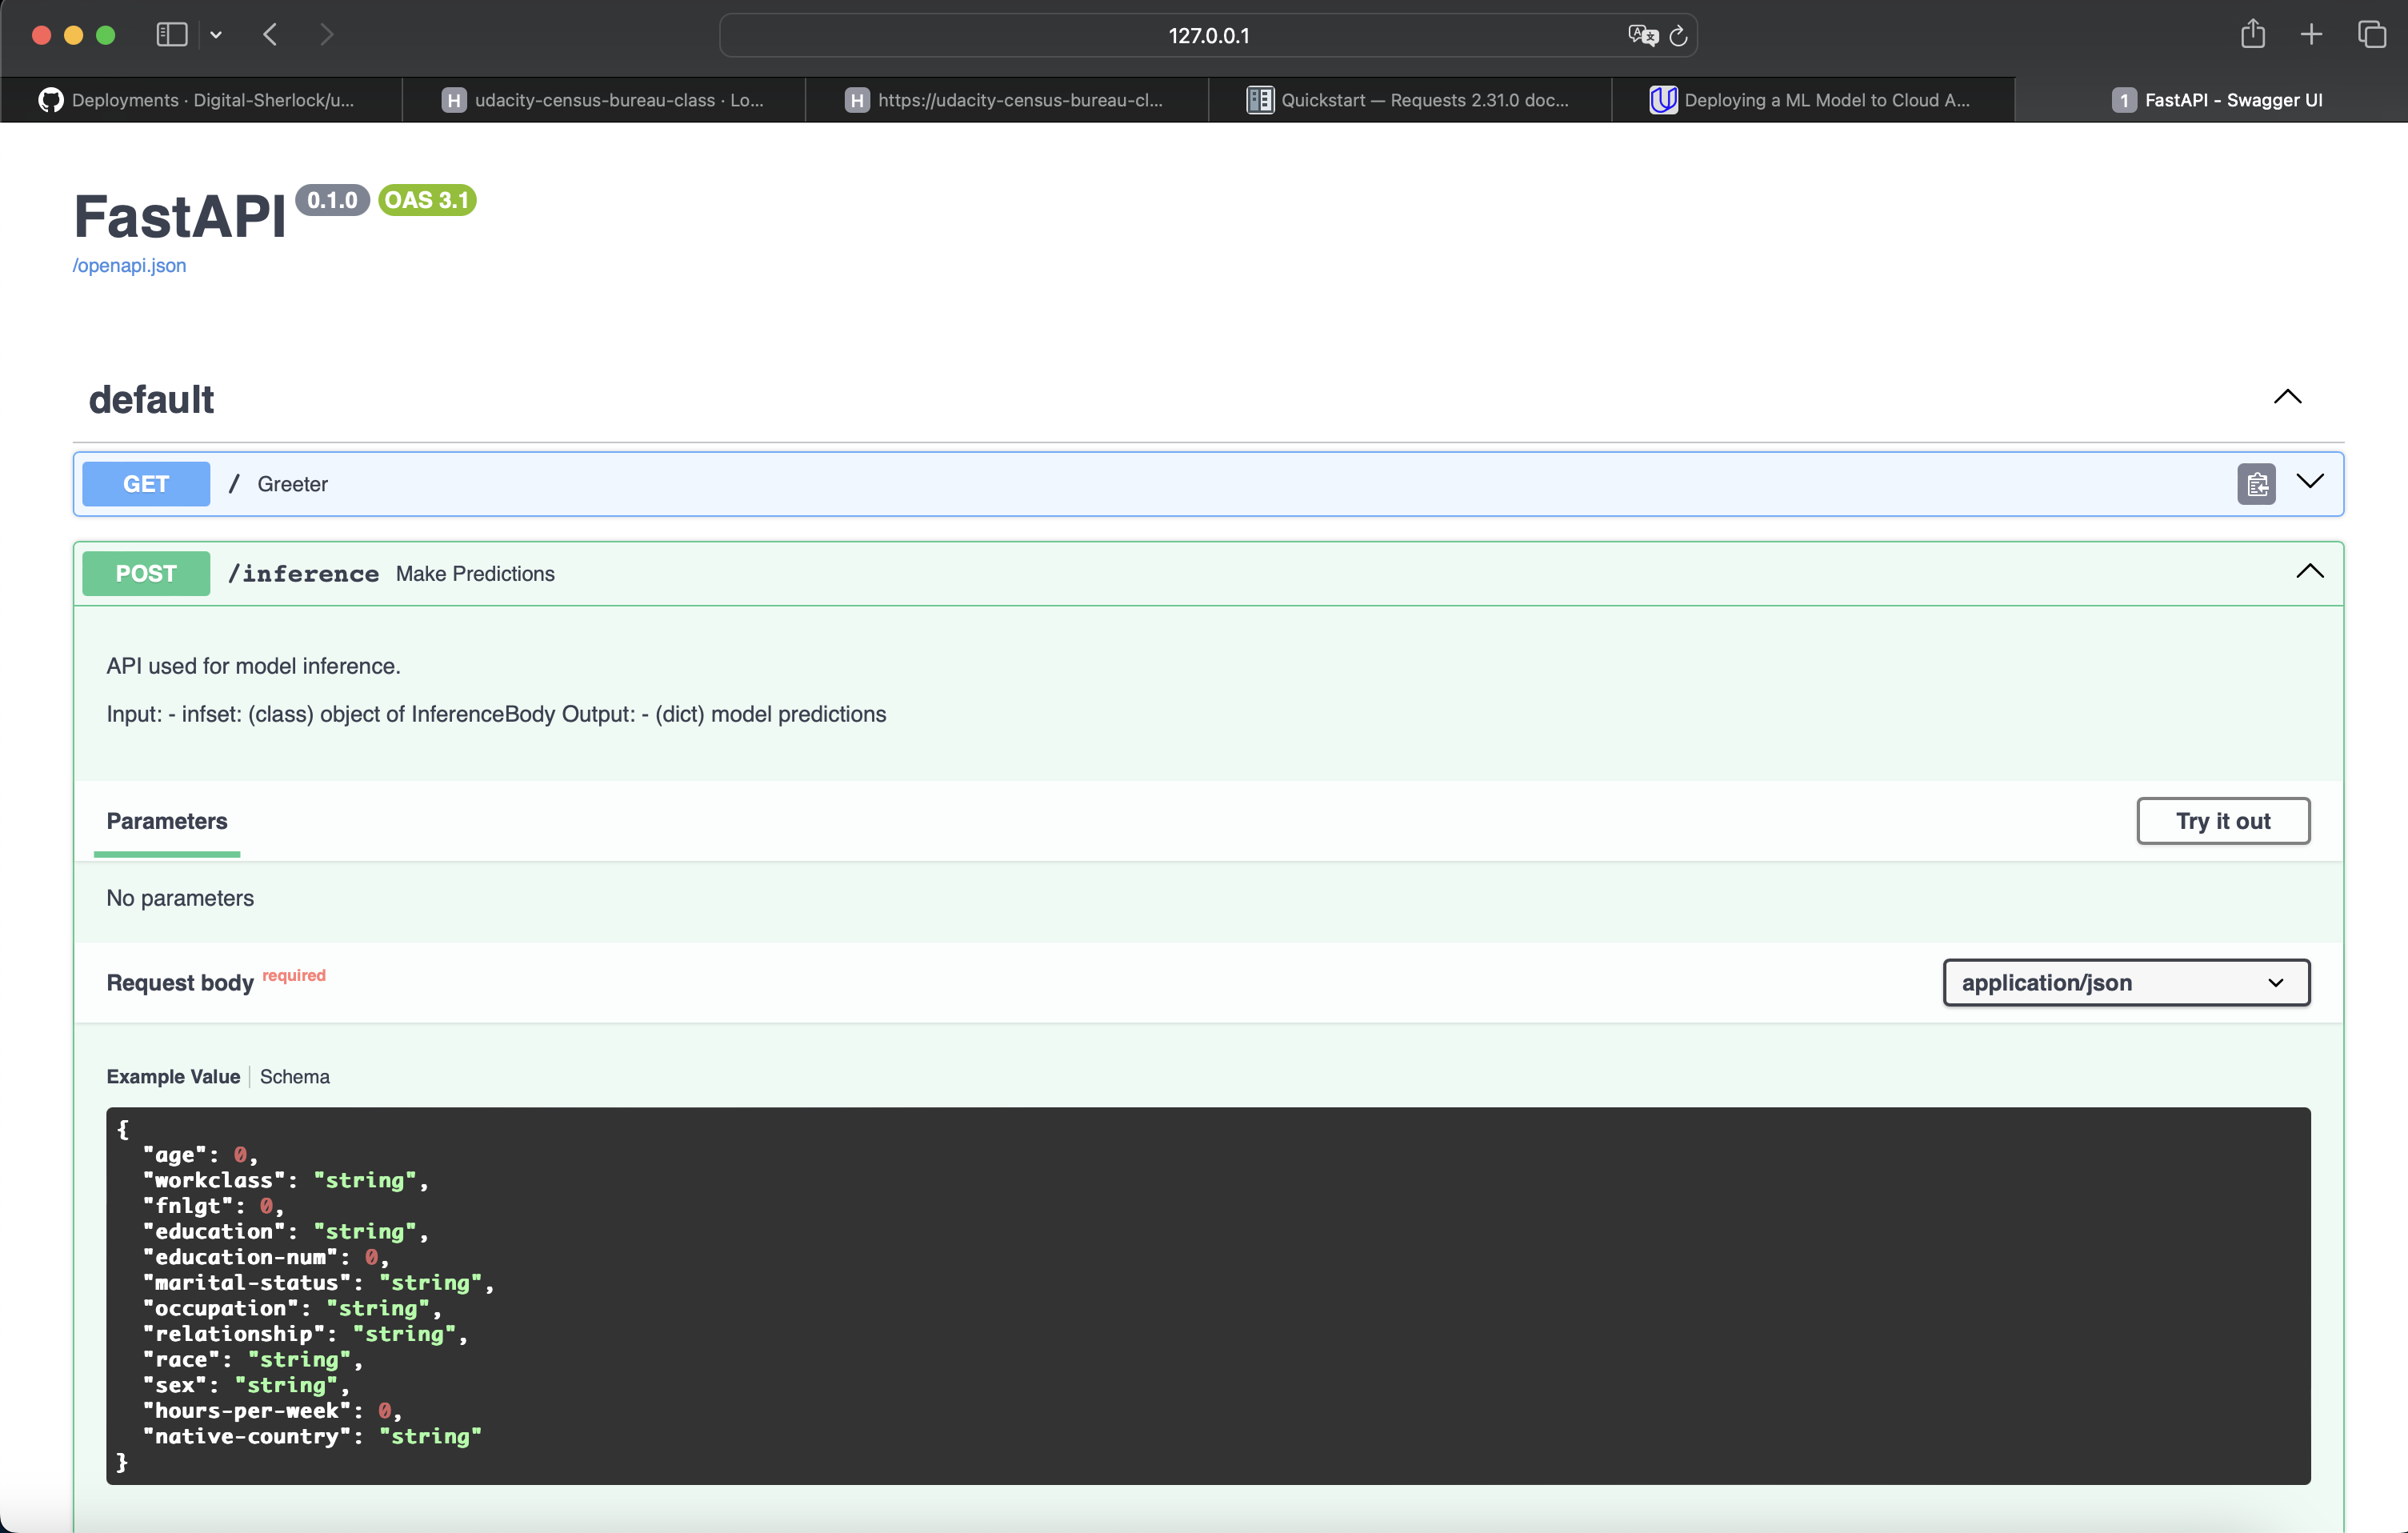 127.0.0.1
Deployments · Digital-Sherlock/u...
H udacity-census-bureau-class · Lo...
H https://udacity-census-bureau-cl...
Quickstart — Requests 2.31.0 doc...
Deploying a ML Model to Cloud A...
1 FastAPI - Swagger UI
FastAPI 0.1.0 OAS 3.1
/openapi.json
default
GET / Greeter
POST /inference Make Predictions
API used for model inference.
Input: - infset: (class) object of InferenceBody Output: - (dict) model predictions
Parameters
Try it out
No parameters
Request body required
application/json
Example Value Schema
{
"age": 0,
"workclass": "string",
"fnlgt": 0,
"education": "string",
"education-num": 0,
"marital-status": "string",
"occupation": "string",
"relationship": "string",
"race": "string",
"sex": "string",
"hours-per-week": 0,
"native-country": "string"
}